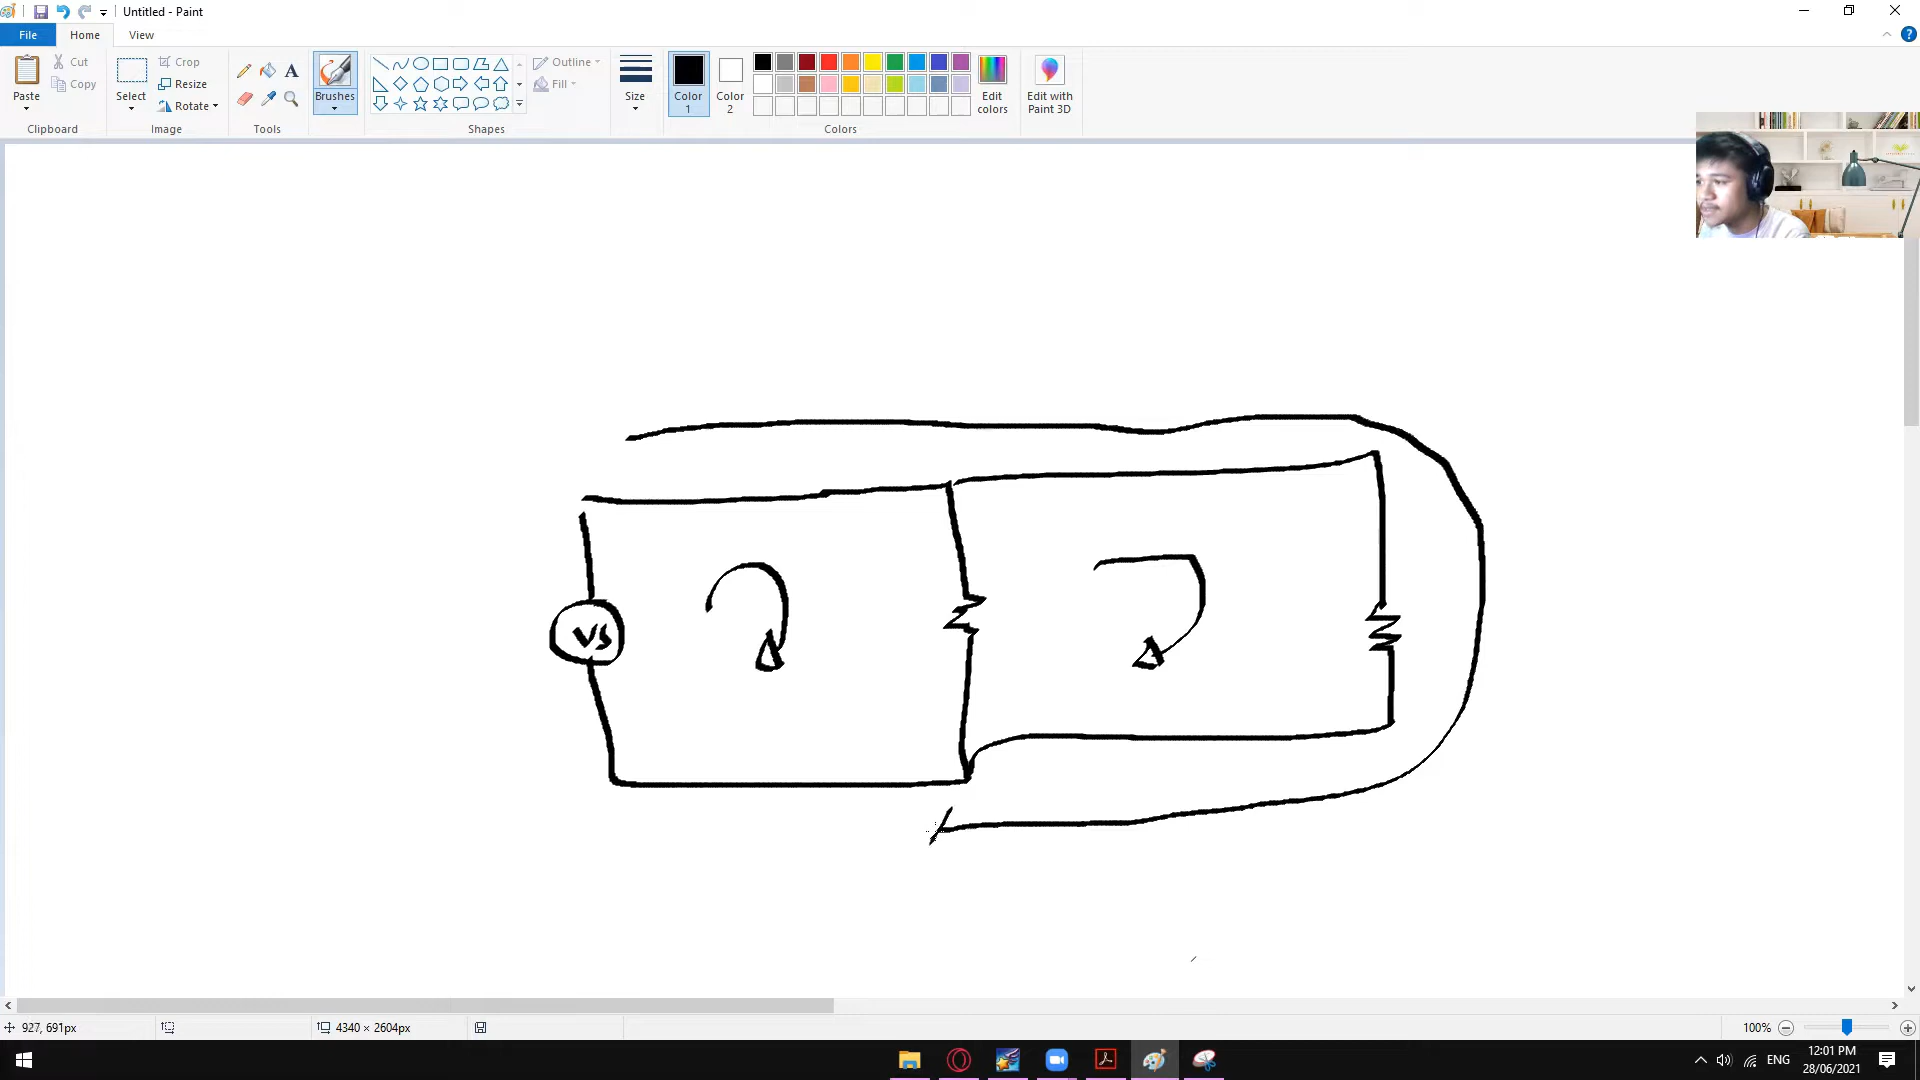 Untitled - Paint
File Home View
Paste
Cut
Copy
Clipboard
Select
Crop
Resize
Rotate
Image
A
Tools
Brushes
Shapes
Outline
Fill
Size
Color 1
Color 2
Edit colors
Colors
Edit with Paint 3D
VS
927, 691px
4340 × 2604px
100%
ENG
12:01 PM
28/06/2021